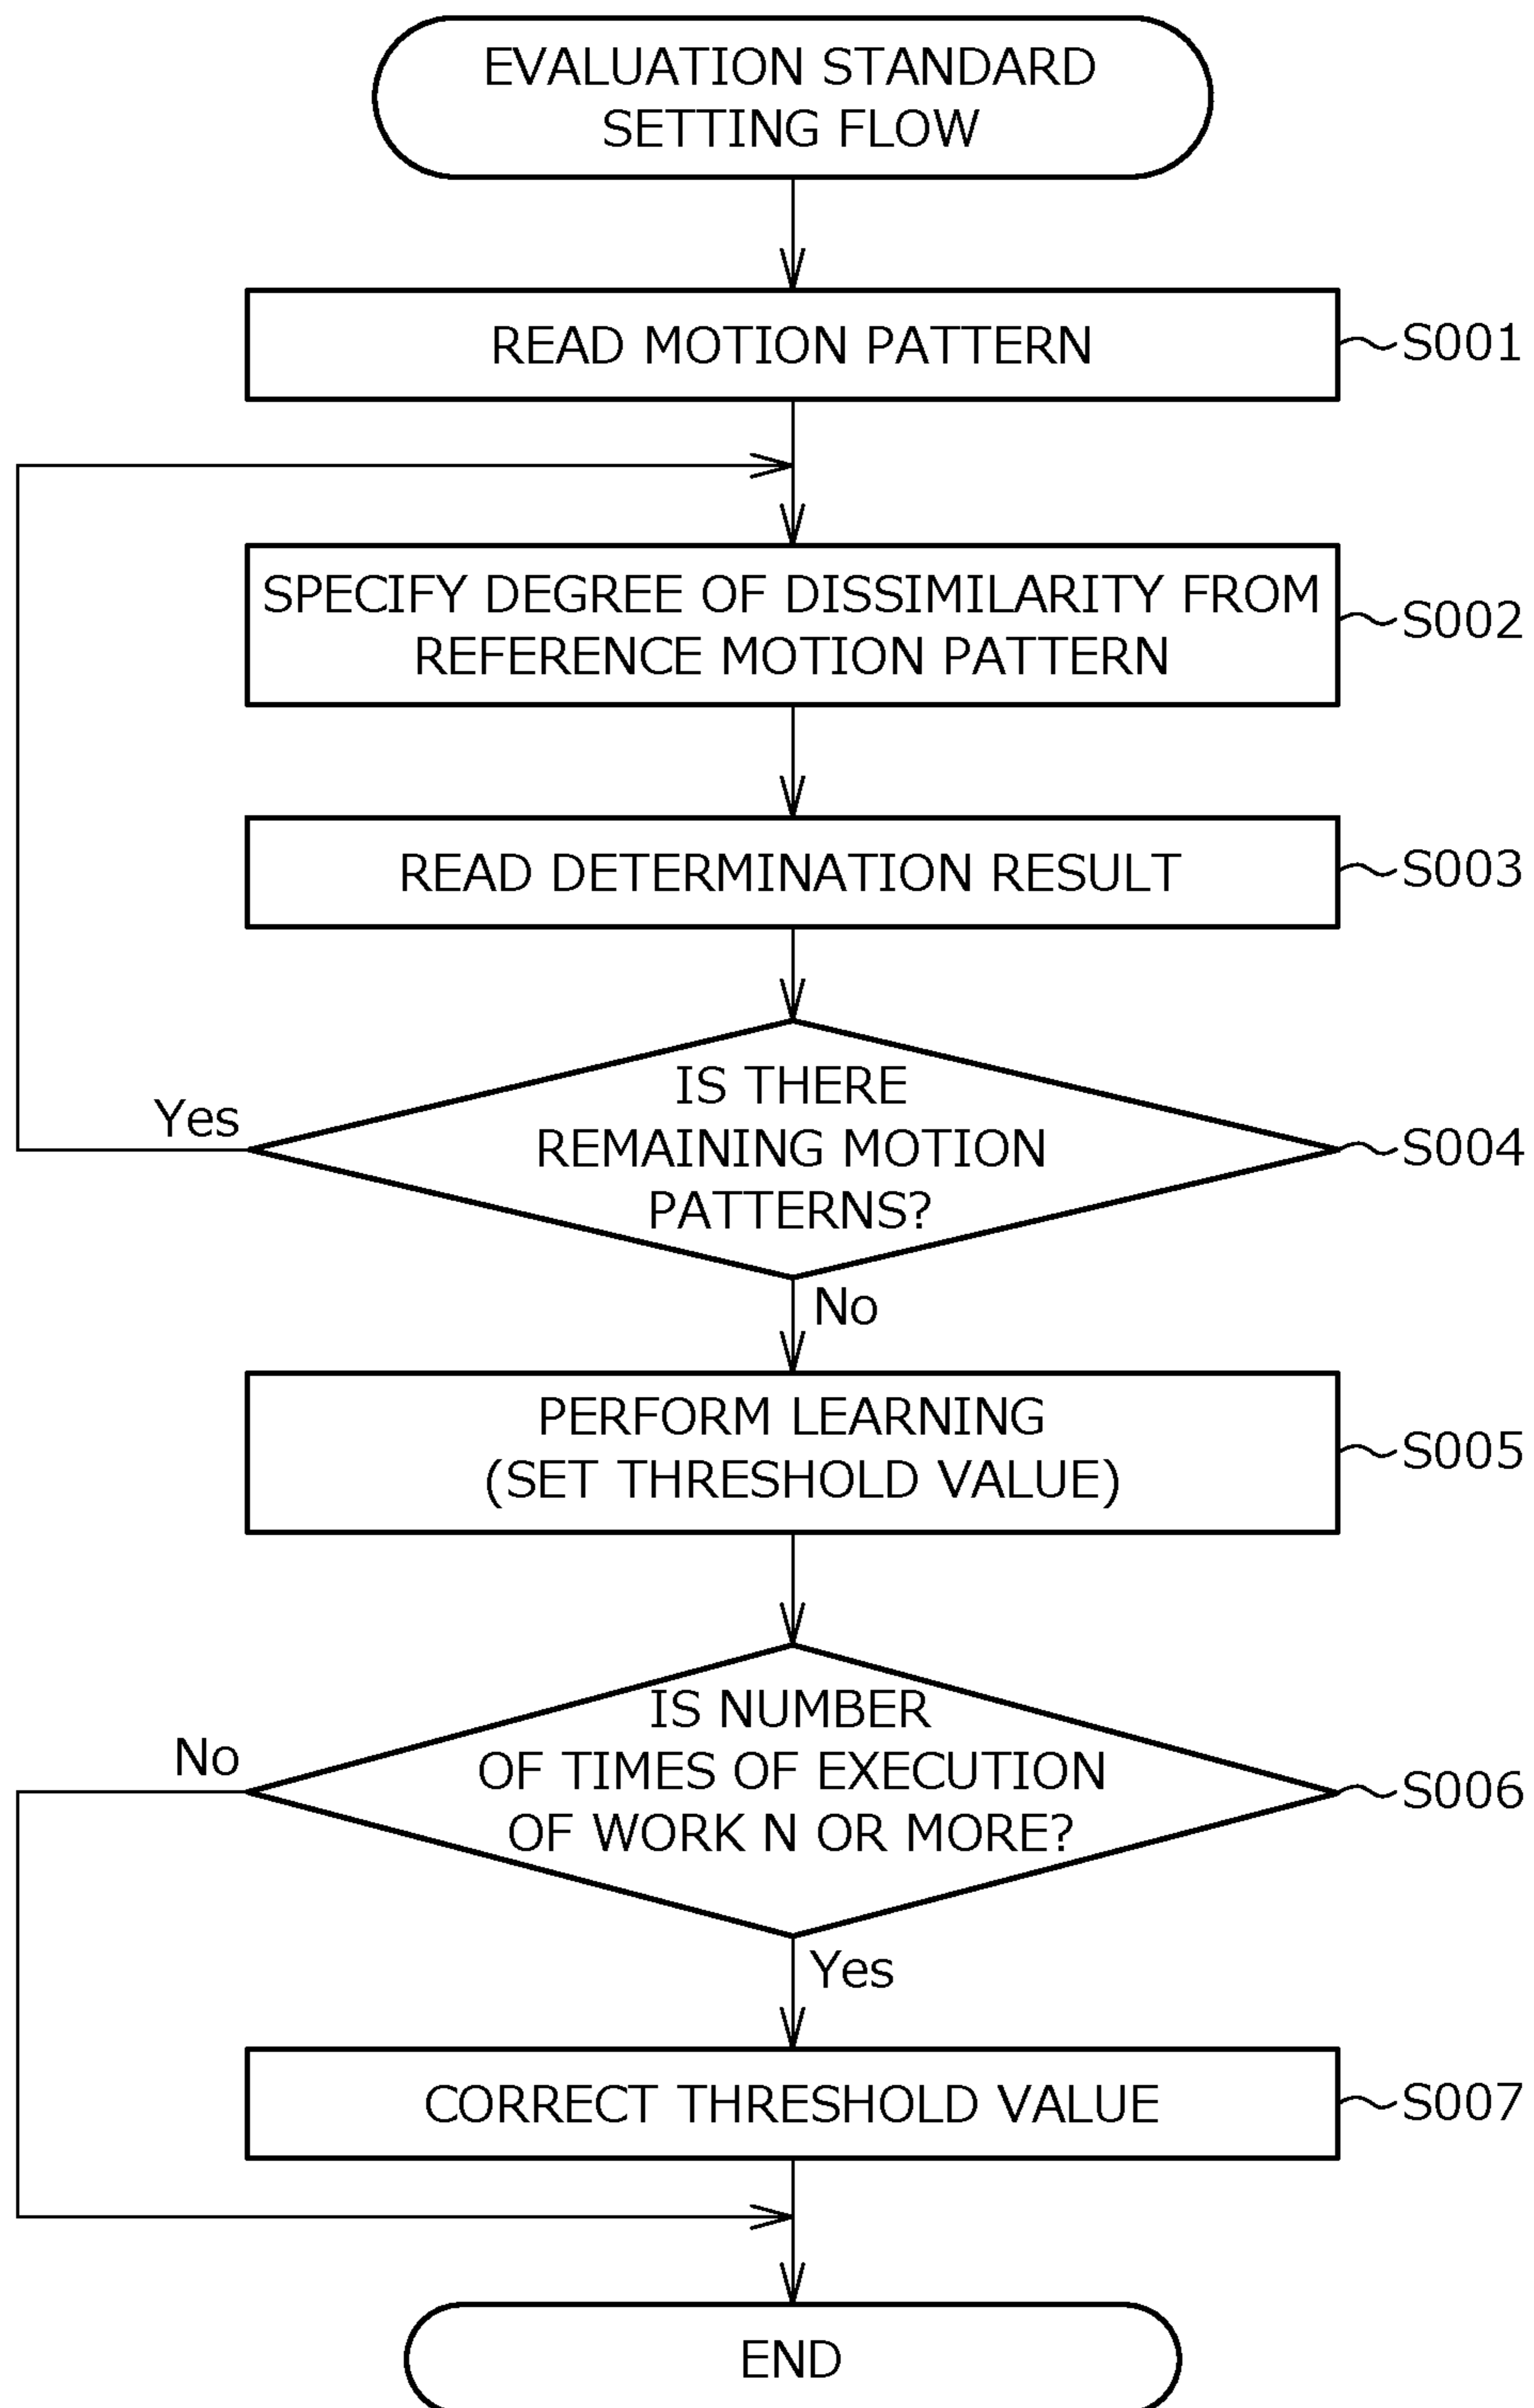 EVALUATION STANDARD
SETTING FLOW
READ MOTION PATTERN
S001
SPECIFY DEGREE OF DISSIMILARITY FROM
REFERENCE MOTION PATTERN
S002
READ DETERMINATION RESULT
S003
IS THERE
REMAINING MOTION
PATTERNS?
S004
Yes
No
PERFORM LEARNING
(SET THRESHOLD VALUE)
S005
IS NUMBER
OF TIMES OF EXECUTION
OF WORK N OR MORE?
S006
No
Yes
CORRECT THRESHOLD VALUE
S007
END